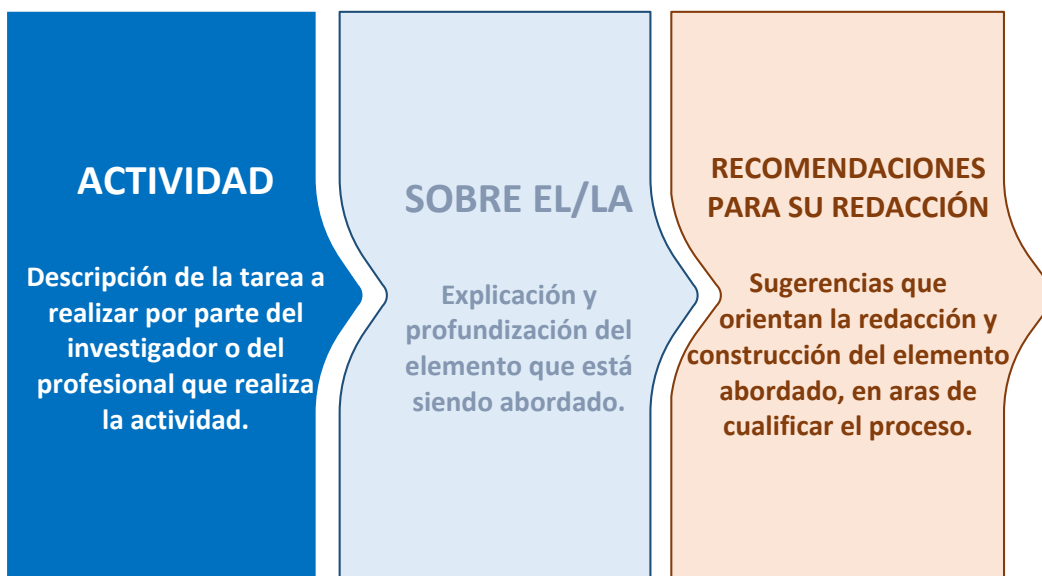 ACTIVIDAD
Descripción de la tarea a
realizar por parte del
investigador o del
profesional que realiza
la actividad.
SOBRE EL/LA
Explicación y
profundización del
elemento que está
siendo abordado.
RECOMENDACIONES
PARA SU REDACCIÓN
Sugerencias que
orientan la redacción y
construcción del elemento
abordado, en aras de
cualificar el proceso.